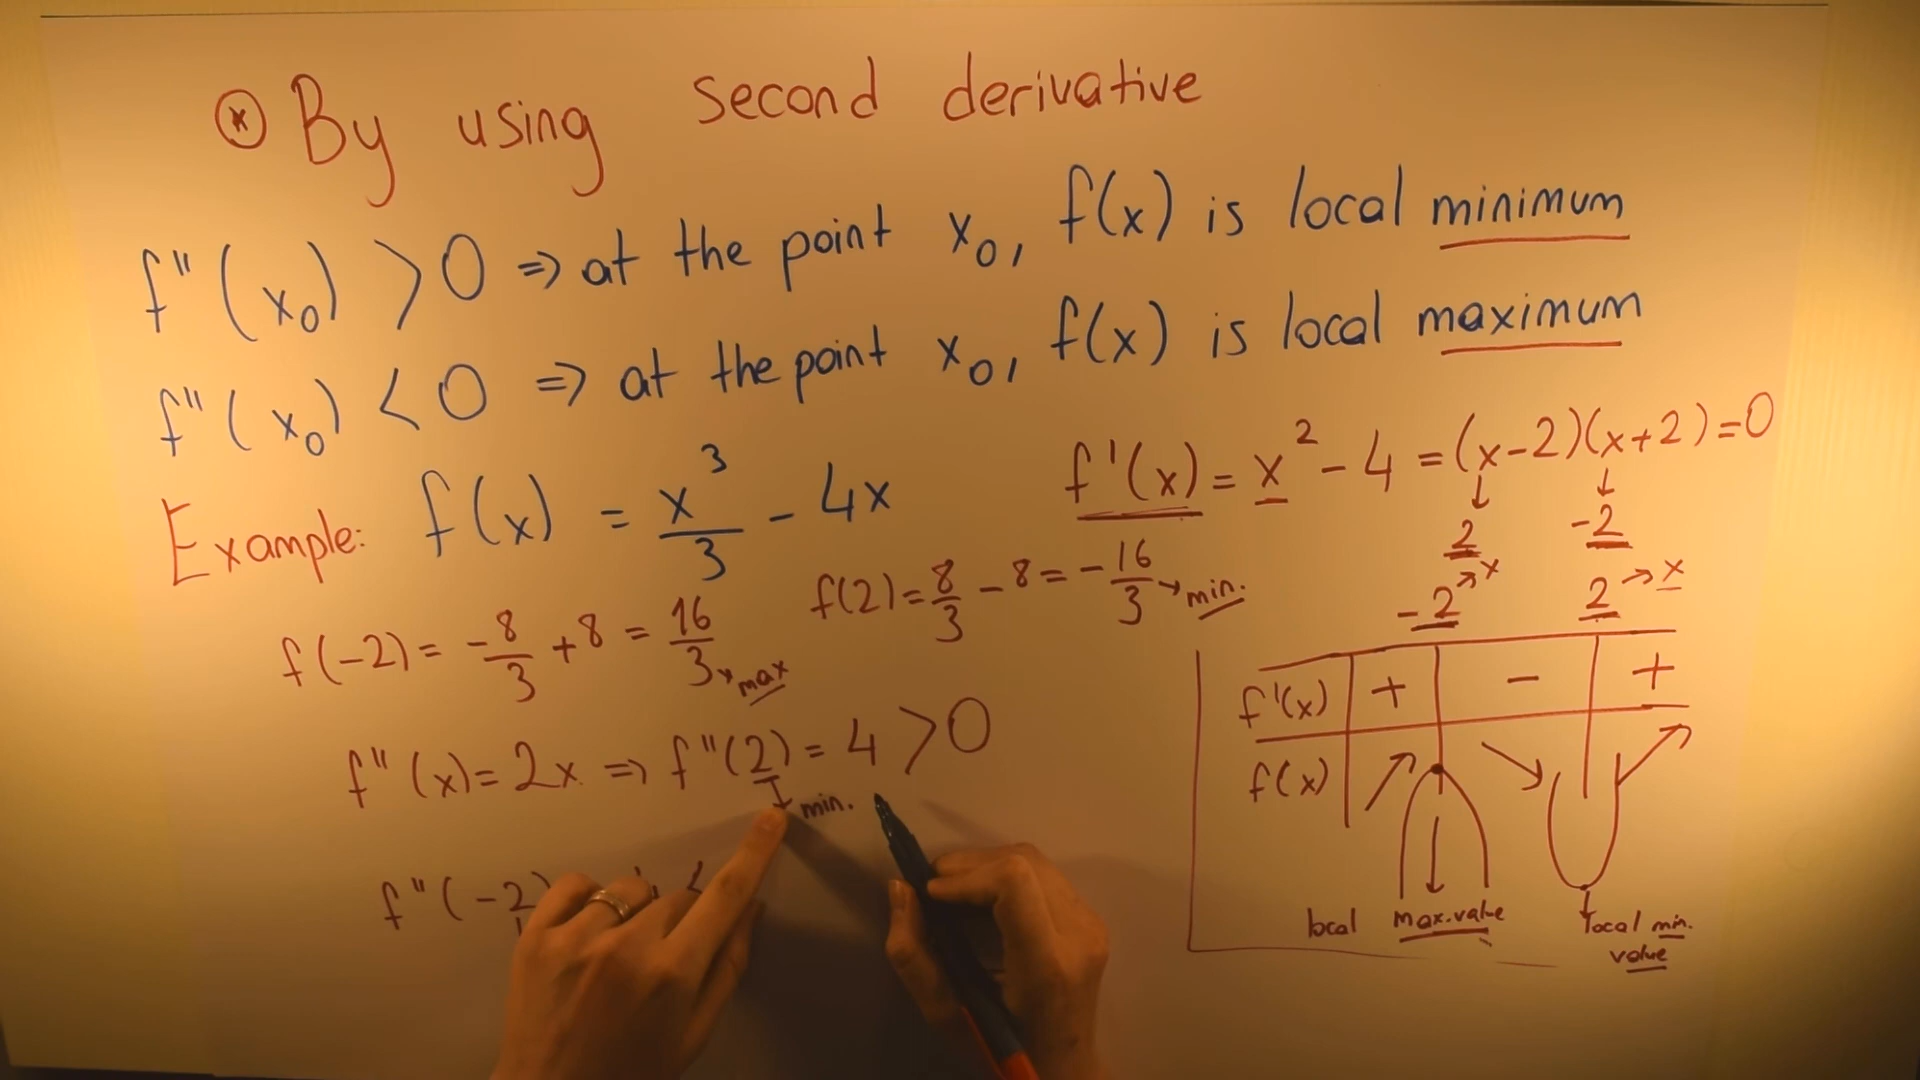 ⊛ By using second derivative
f''(x₀) > 0 ⇒ at the point x₀, f(x) is local minimum
f''(x₀) < 0 ⇒ at the point x₀, f(x) is local maximum
Example: f(x) = x³/3 - 4x
f'(x) = x² - 4 = (x-2)(x+2) = 0
↓ 2 ↓ -2
f(-2) = -8/3 + 8 = 16/3 → max
f(2) = 8/3 - 8 = -16/3 → min.
f''(x) = 2x ⇒ f''(2) = 4 > 0
↓ min.
f''(-2)
-2 → x 2 → x
f'(x) + - +
f(x)
local max.value
local min.
value